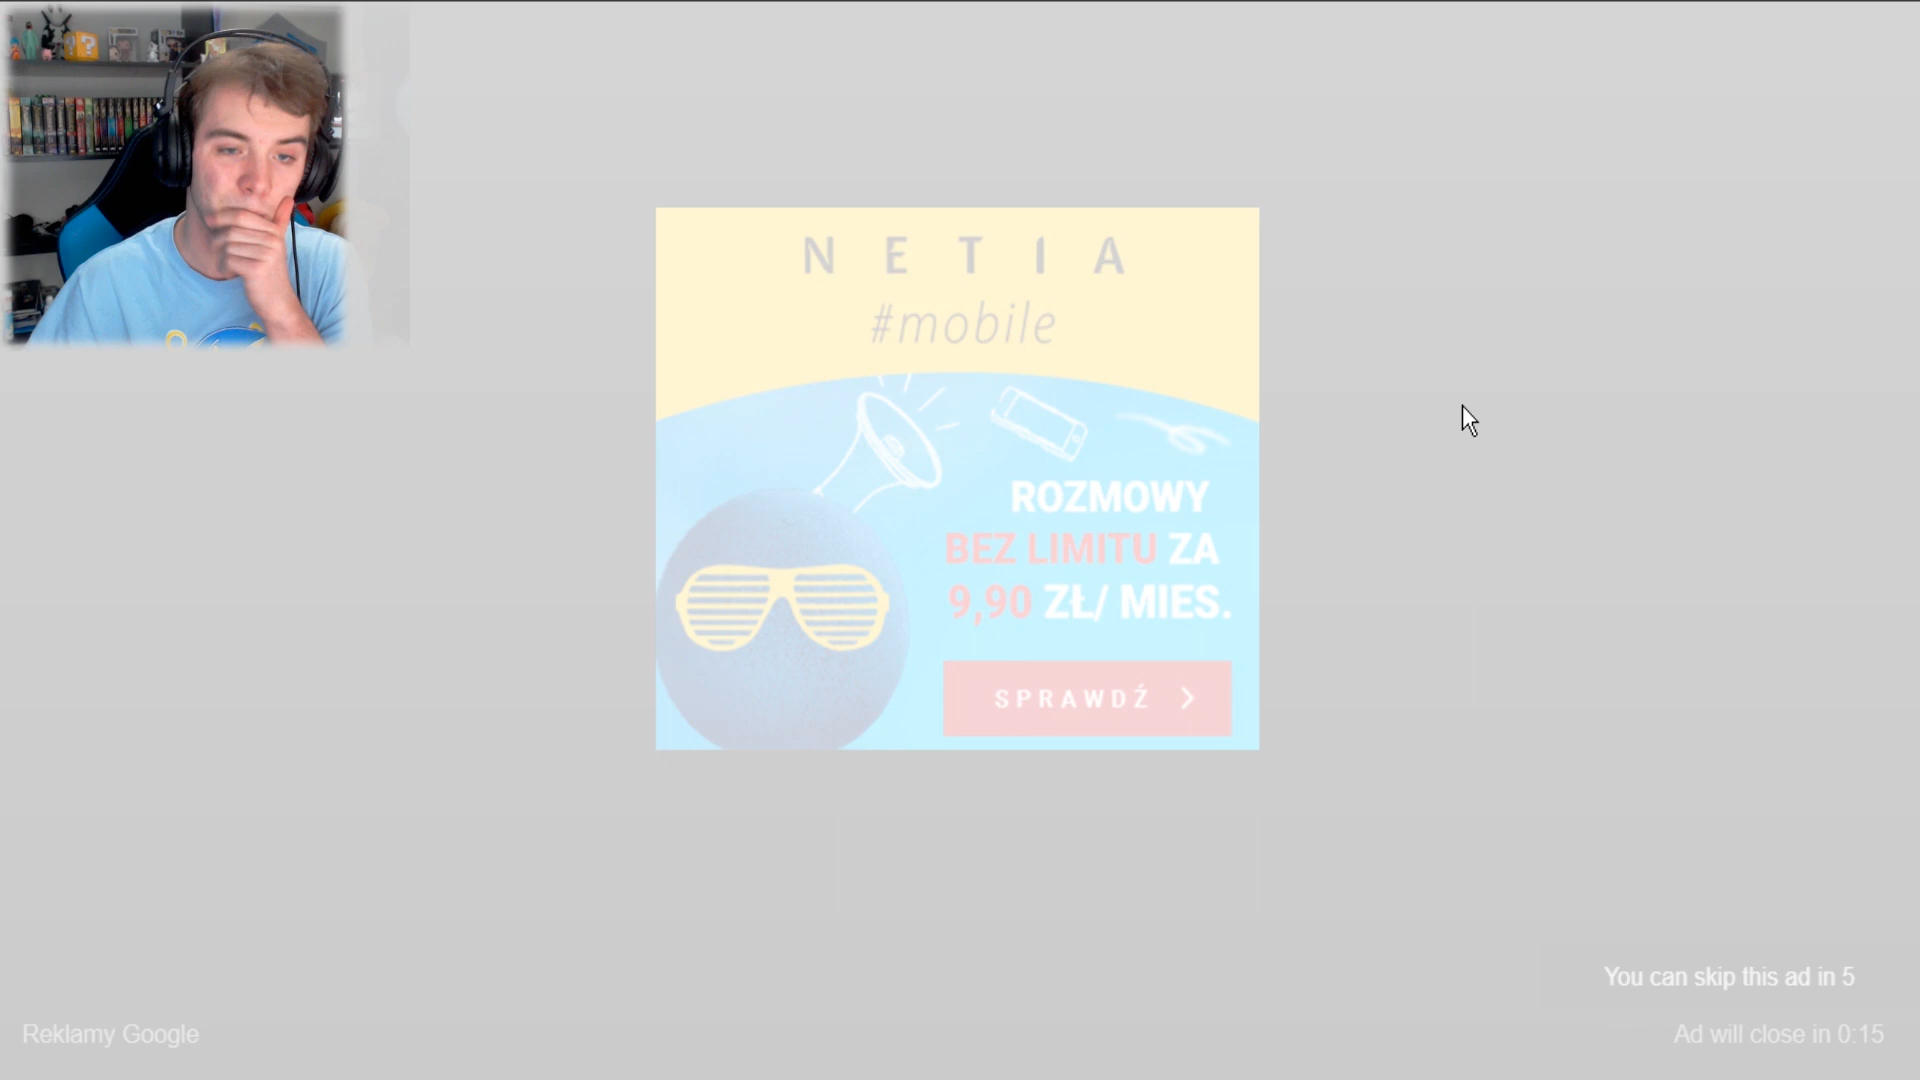 N E T I A
#mobile
ROZMOWY
BEZ LIMITU ZA
9,90 ZŁ/ MIES.
SPRAWDŹ >
You can skip this ad in 5
Reklamy Google
Ad will close in 0:15